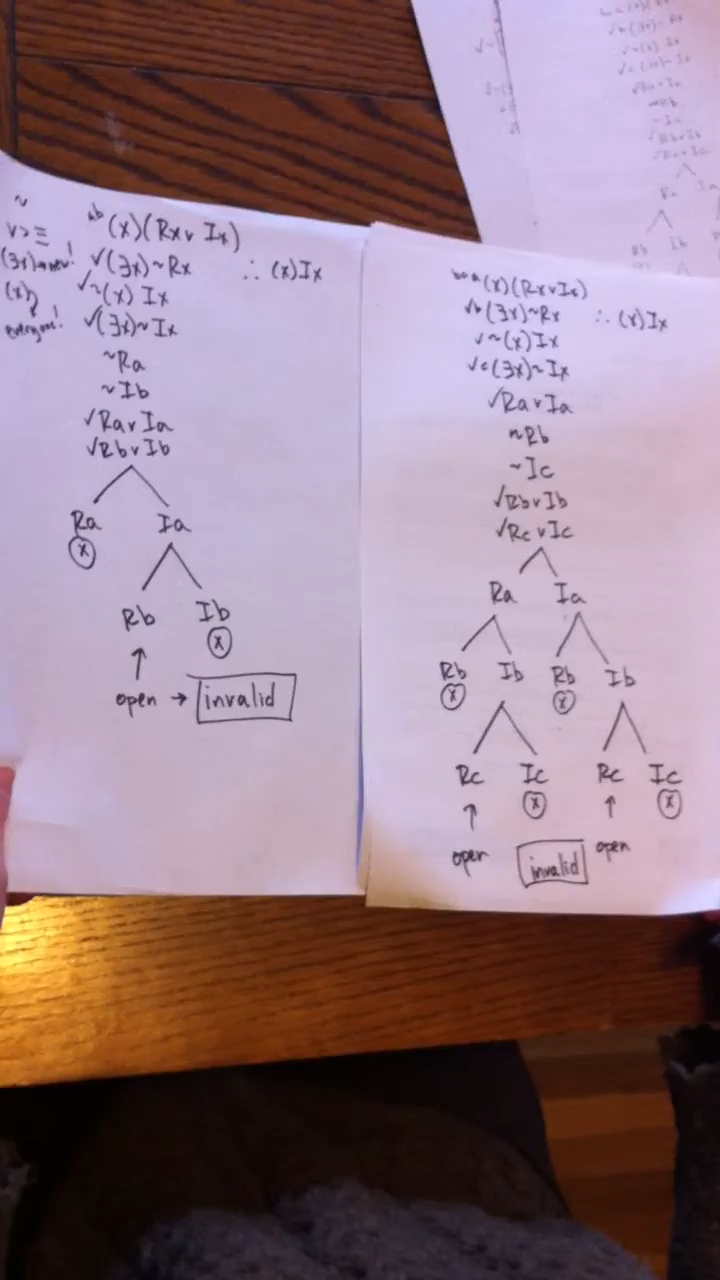 ~
v ⊃ ≡
(∃x) → new!
(x)
everyone!
ab (x)(Rx v Ix)
√(∃x)~Rx ∴ (x)Ix
√~(x) Ix
√(∃x)~Ix
~Ra
~Ib
√Ra v Ia
√Rb v Ib
Ra Ia
x
Rb Ib
x
↑
open → invalid
(x)(Rx v Ix)
√b(∃x)~Rx ∴ (x)Ix
√~(x)Ix
√c(∃x)~Ix
√Ra v Ia
~Rb
~Ic
√Rb v Ib
√Rc v Ic
Ra Ia
Rb Ib Rb Ib
x x
Rc Ic Rc Ic
↑ x ↑ x
open invalid open